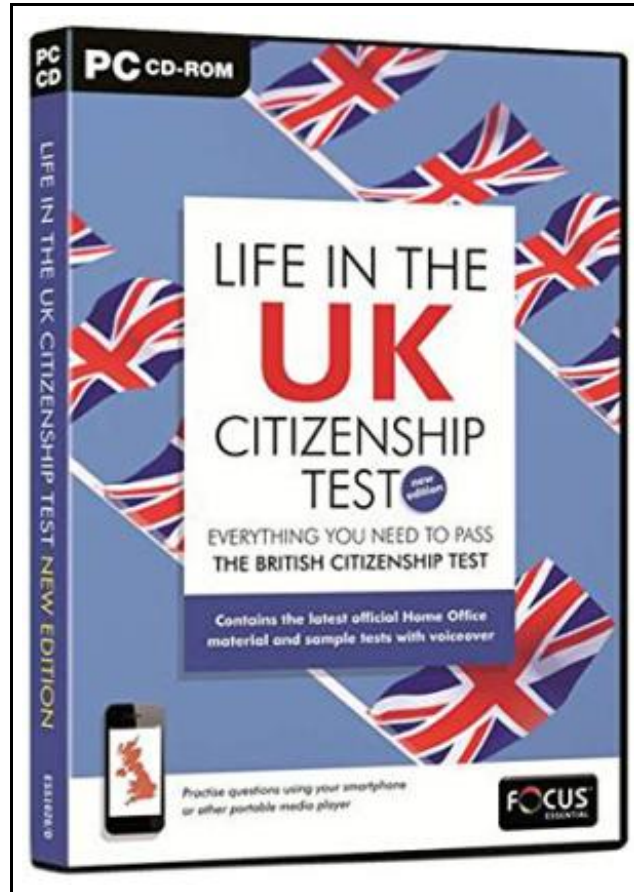 PC
CD
LIFE IN THE UK CITIZENSHIP TEST NEW EDITION
PC CD-ROM
LIFE IN THE
UK
CITIZENSHIP
TEST
new
edition
EVERYTHING YOU NEED TO PASS
THE BRITISH CITIZENSHIP TEST
Contains the latest official Home Office
material and sample tests with voiceover
Practise questions using your smartphone
or other portable media player
FOCUS
ESSENTIAL